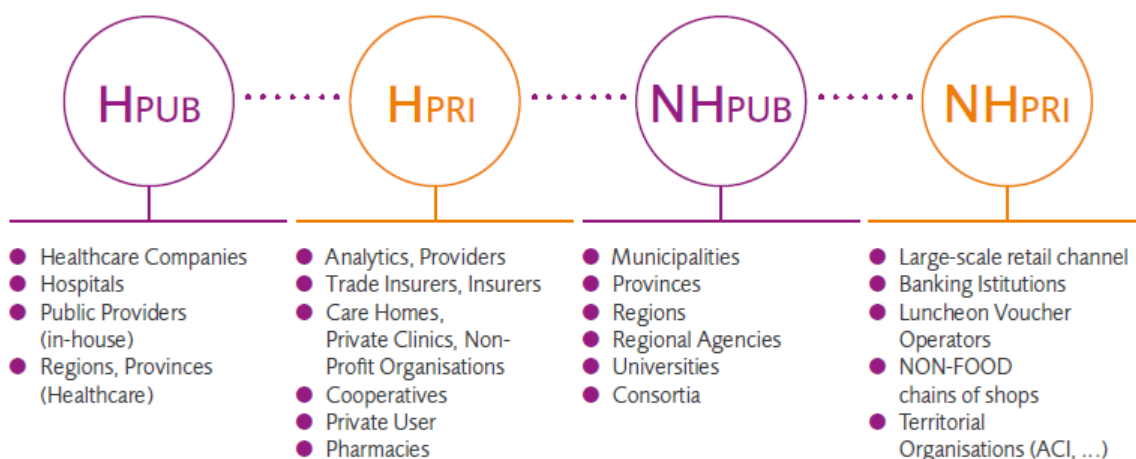 HPUB
HPRI
NHPUB
NHPRI
Healthcare Companies
Hospitals
Public Providers
(in-house)
Regions, Provinces
(Healthcare)
Analytics, Providers
Trade Insurers, Insurers
Care Homes,
Private Clinics, Non-
Profit Organisations
Cooperatives
Private User
Pharmacies
Municipalities
Provinces
Regions
Regional Agencies
Universities
Consortia
Large-scale retail channel
Banking Istitutions
Luncheon Voucher
Operators
NON-FOOD
chains of shops
Territorial
Organisations (ACI, ...)